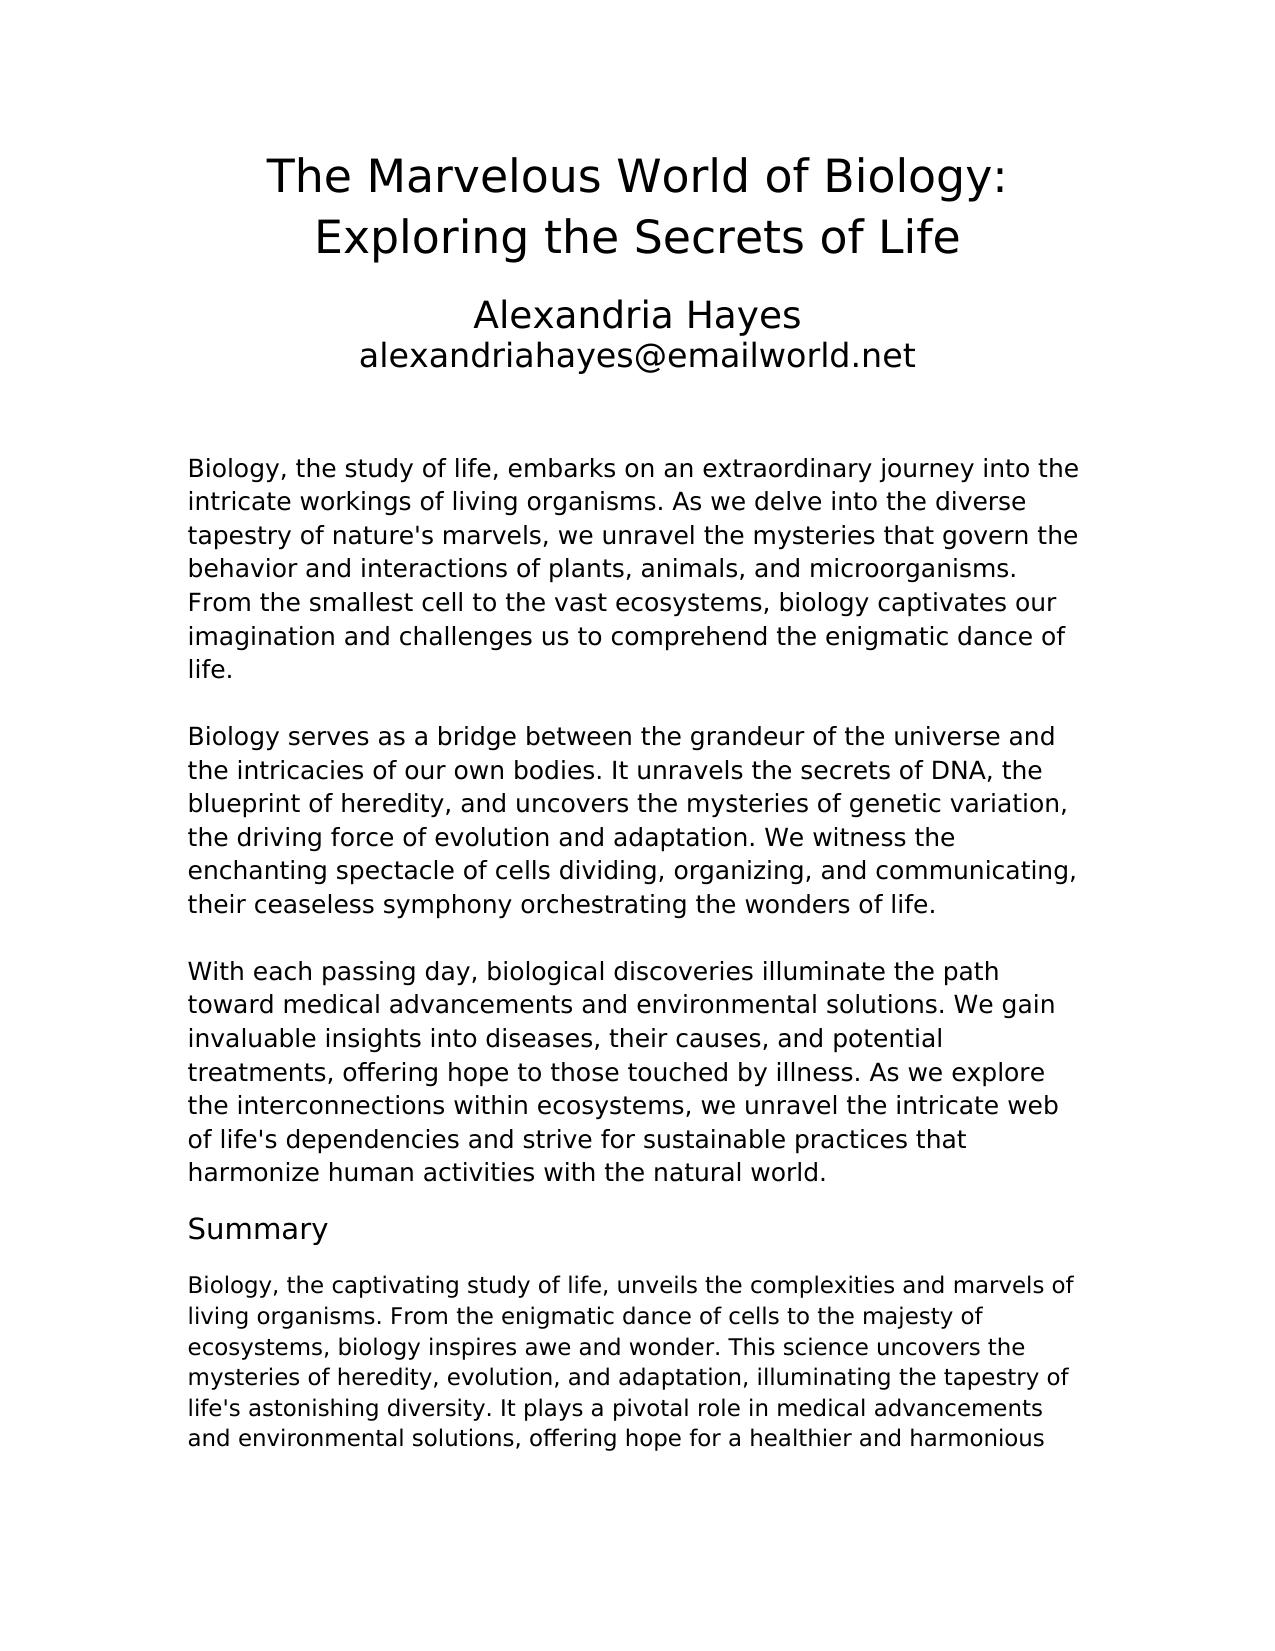 The Marvelous World of Biology:
Exploring the Secrets of Life
Alexandria Hayes
alexandriahayes@emailworld.net
Biology, the study of life, embarks on an extraordinary journey into the
intricate workings of living organisms. As we delve into the diverse
tapestry of nature's marvels, we unravel the mysteries that govern the
behavior and interactions of plants, animals, and microorganisms.
From the smallest cell to the vast ecosystems, biology captivates our
imagination and challenges us to comprehend the enigmatic dance of
life.
Biology serves as a bridge between the grandeur of the universe and
the intricacies of our own bodies. It unravels the secrets of DNA, the
blueprint of heredity, and uncovers the mysteries of genetic variation,
the driving force of evolution and adaptation. We witness the
enchanting spectacle of cells dividing, organizing, and communicating,
their ceaseless symphony orchestrating the wonders of life.
With each passing day, biological discoveries illuminate the path
toward medical advancements and environmental solutions. We gain
invaluable insights into diseases, their causes, and potential
treatments, offering hope to those touched by illness. As we explore
the interconnections within ecosystems, we unravel the intricate web
of life's dependencies and strive for sustainable practices that
harmonize human activities with the natural world.
Summary
Biology, the captivating study of life, unveils the complexities and marvels of
living organisms. From the enigmatic dance of cells to the majesty of
ecosystems, biology inspires awe and wonder. This science uncovers the
mysteries of heredity, evolution, and adaptation, illuminating the tapestry of
life's astonishing diversity. It plays a pivotal role in medical advancements
and environmental solutions, offering hope for a healthier and harmonious